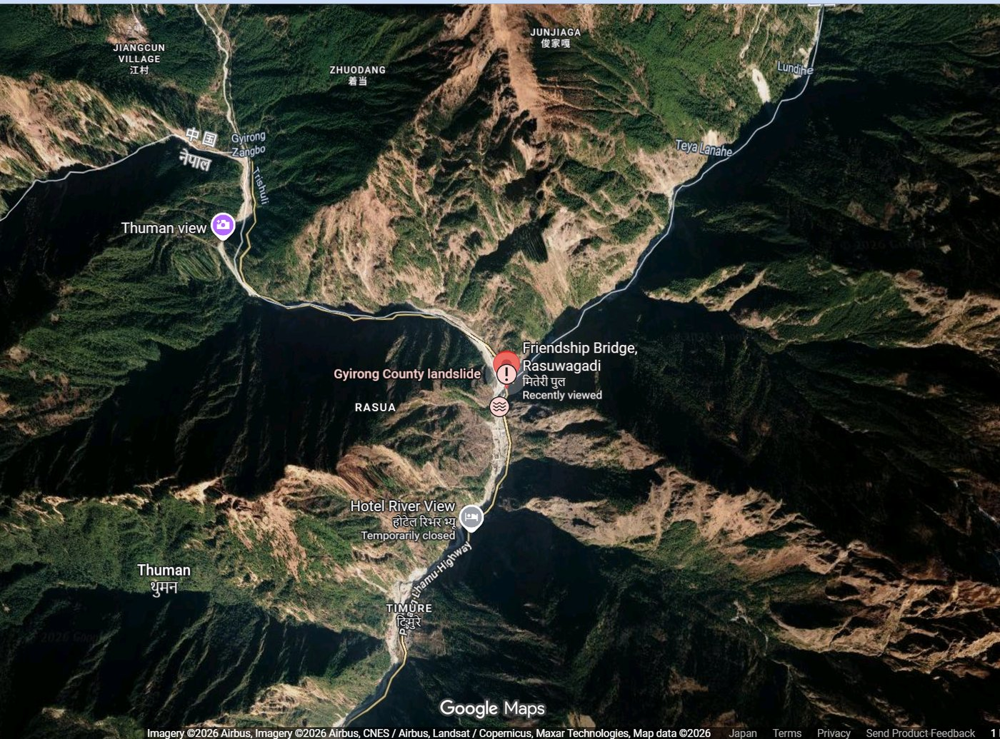 JUNJIAGA
俊家嘎
JIANGCUN
VILLAGE
江村
ZHUODANG
着当
Lundihe
中国
नेपाल
Gyirong
Zangbo
Teya Lanahe
Trishuli
Thuman view
Friendship Bridge,
Rasuwagadi
मितेरी पुल
Recently viewed
Gyirong County landslide
RASUA
Hotel River View
होटेल रिभर भ्यू
Temporarily closed
Thuman
थुमन
Lhamu-Highway
TIMURE
टिमुरे
© 2026 Google
Google Maps
Imagery ©2026 Airbus, Imagery ©2026 Airbus, CNES / Airbus, Landsat / Copernicus, Maxar Technologies, Map data ©2026
Japan
Terms
Privacy
Send Product Feedback